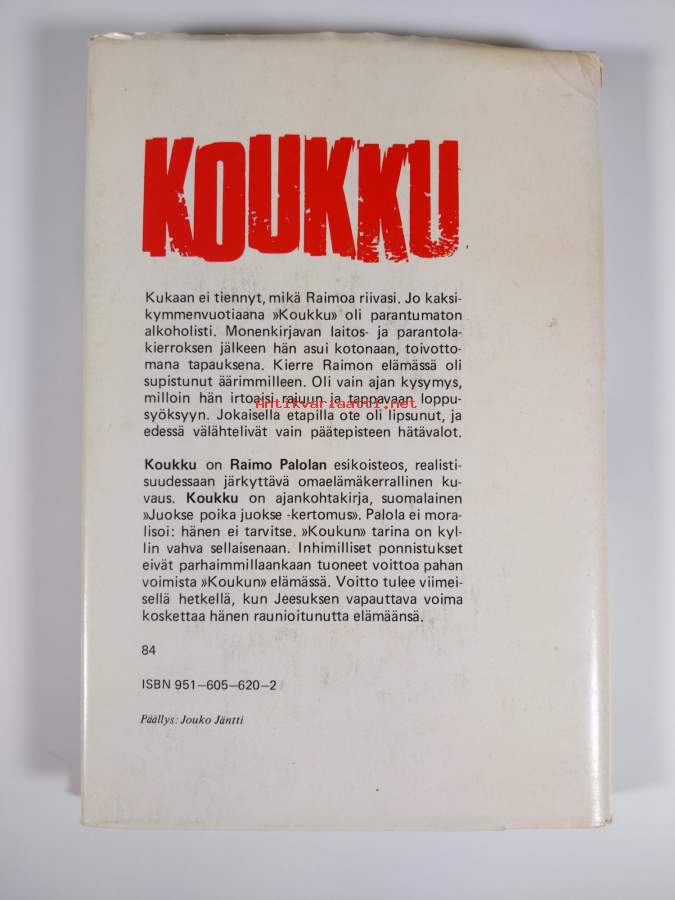 KOUKKU
Kukaan ei tiennyt, mikä Raimoa riivasi. Jo kaksi-
kymmenvuotiaana »Koukku» oli parantumaton
alkoholisti. Monenkirjavan laitos- ja parantola-
kierroksen jälkeen hän asui kotonaan, toivotto-
mana tapauksena. Kierre Raimon elämässä oli
supistunut äärimmilleen. Oli vain ajan kysymys,
milloin hän irtoaisi rajuun ja tappavaan loppu-
Antikvariaatti.net
syöksyyn. Jokaisella etapilla ote oli lipsunut, ja
edessä välähtelivät vain päätepisteen hätävalot.
Koukku on Raimo Palolan esikoisteos, realisti-
suudessaan järkyttävä omaelämäkerrallinen ku-
vaus. Koukku on ajankohtakirja, suomalainen
»Juokse poika juokse -kertomus». Palola ei mora-
lisoi: hänen ei tarvitse. »Koukun» tarina on kyl-
lin vahva sellaisenaan. Inhimilliset ponnistukset
eivät parhaimmillaankaan tuoneet voittoa pahan
voimista »Koukun» elämässä. Voitto tulee viimei-
sellä hetkellä, kun Jeesuksen vapauttava voima
koskettaa hänen raunioitunutta elämäänsä.
84
ISBN 951—605—620—2
Päällys: Jouko Jäntti